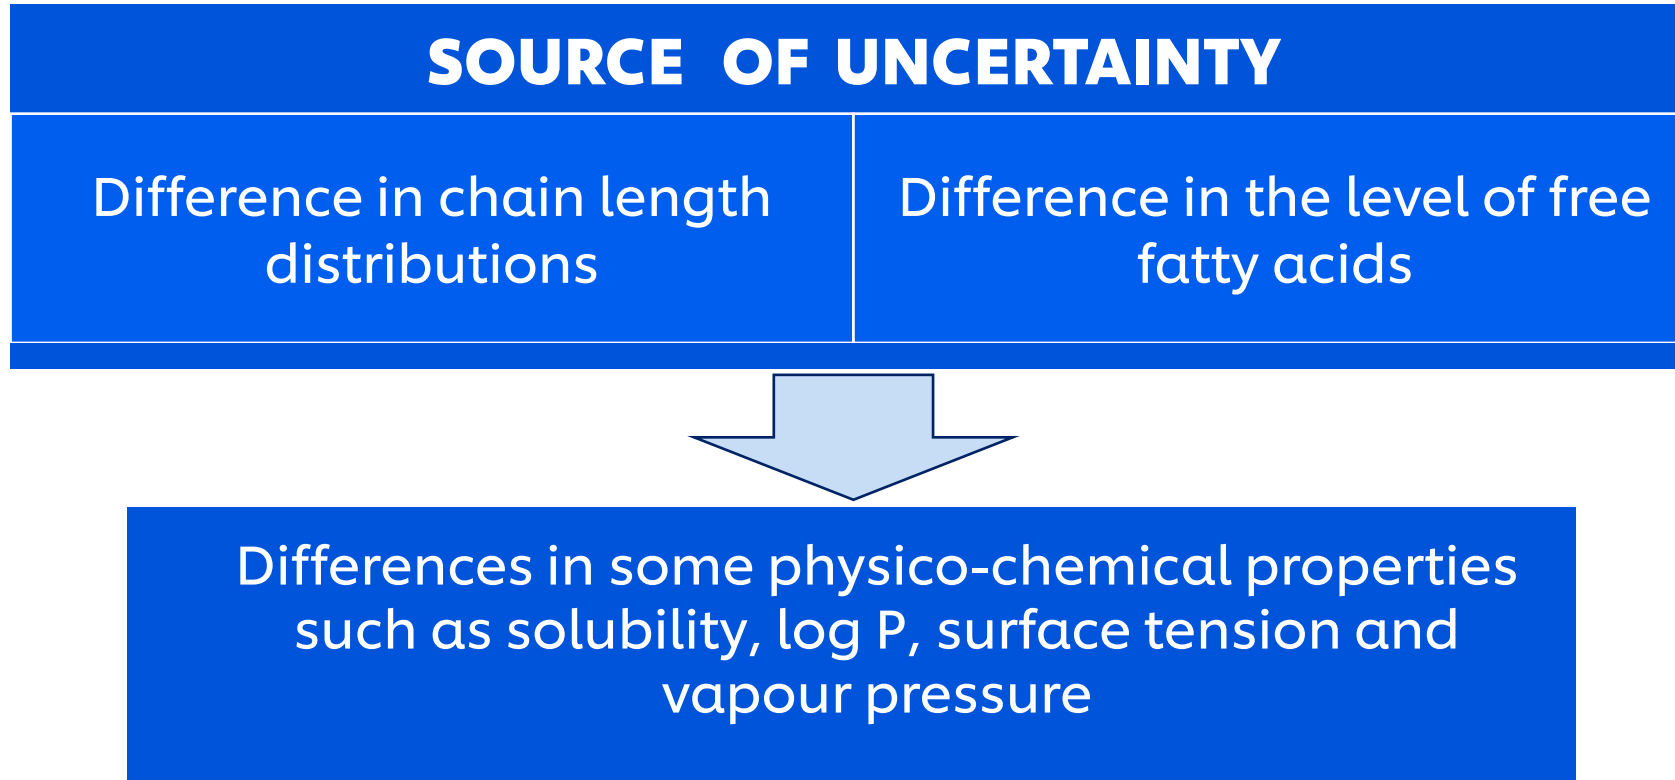 SOURCE OF UNCERTAINTY
Difference in chain length
distributions
Difference in the level of free
fatty acids
Differences in some physico-chemical properties
such as solubility, log P, surface tension and
vapour pressure